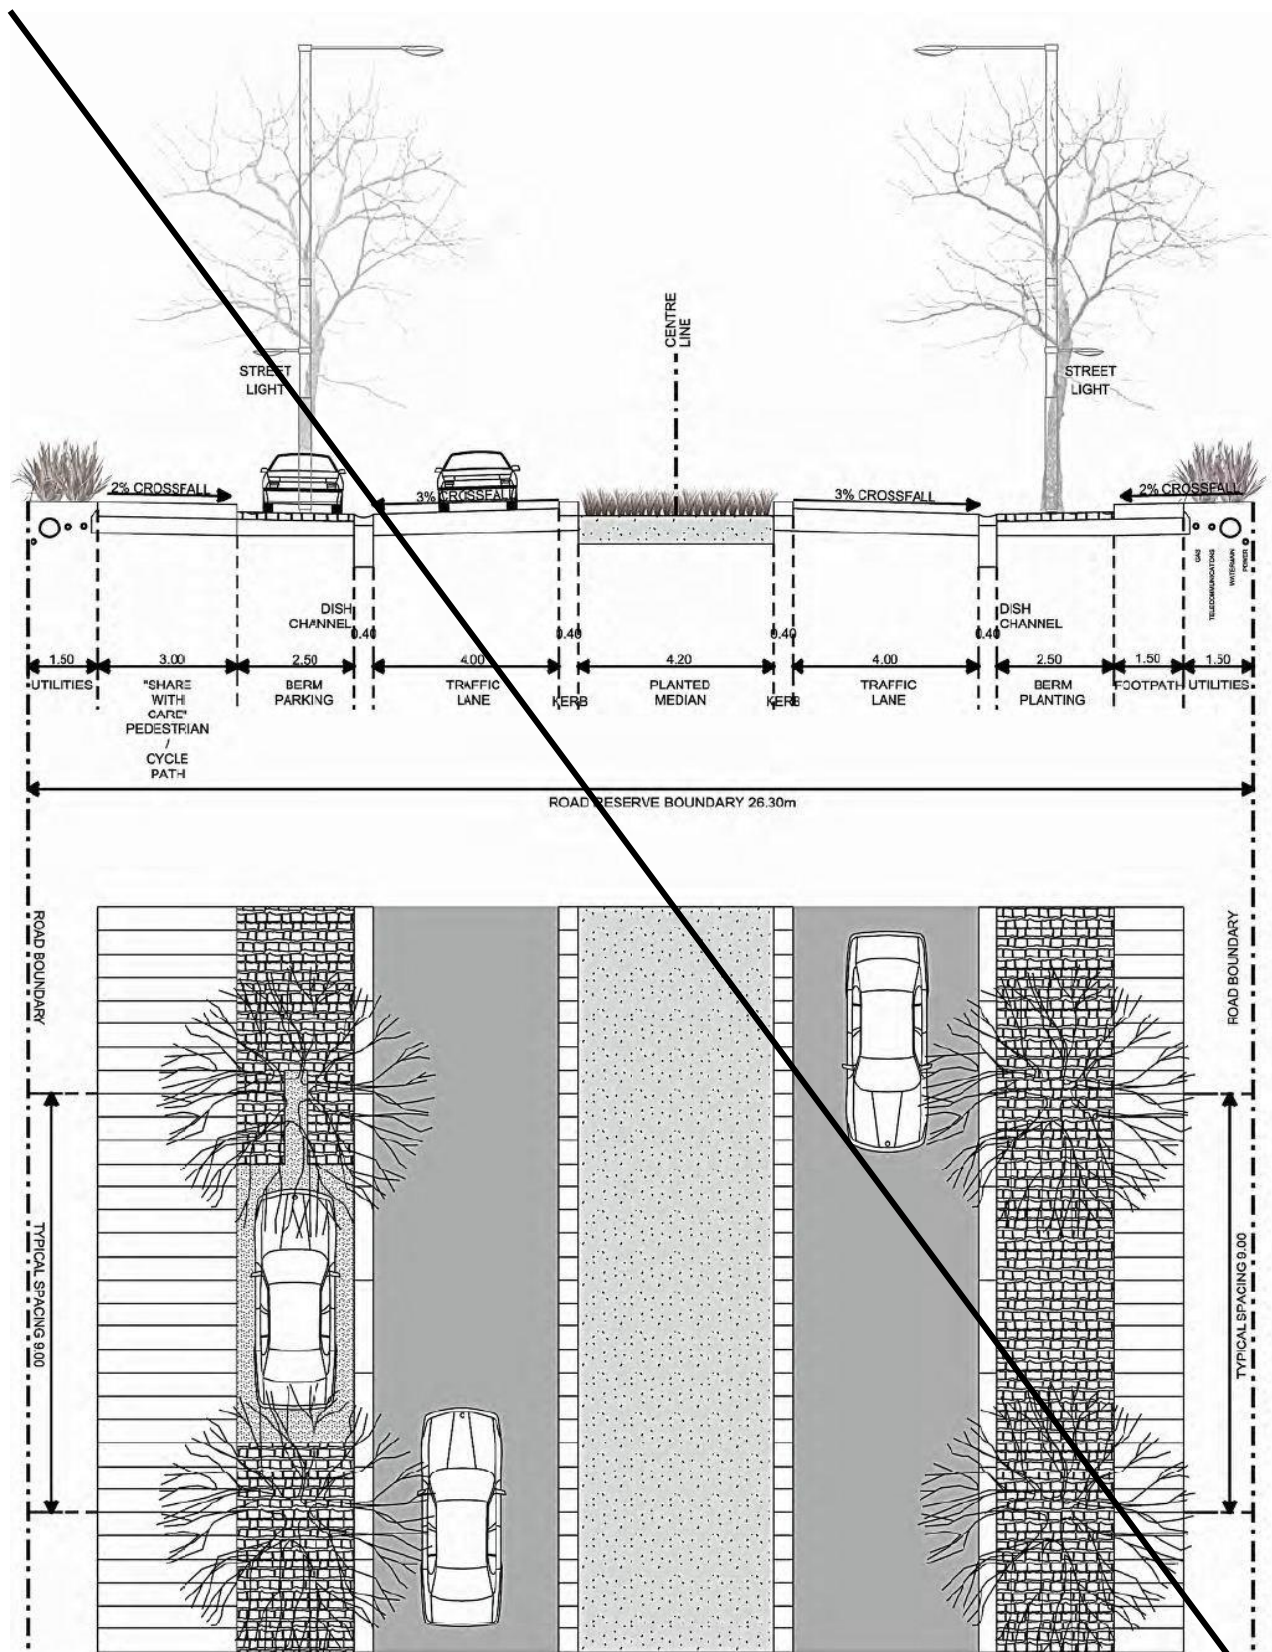 CENTRE
LINE
STREET
LIGHT
STREET
LIGHT
2% CROSSFALL
3% CROSSFALL
3% CROSSFALL
2% CROSSFALL
GAS
TELECOMMUNICATIONS
WATERMAIN
POWER
DISH
CHANNEL
DISH
CHANNEL
0.40
0.40
0.40
0.40
1.50
3.00
2.50
4.00
4.20
4.00
2.50
1.50
1.50
UTILITIES
"SHARE
WITH
CARE"
PEDESTRIAN
/
CYCLE
PATH
BERM
PARKING
TRAFFIC
LANE
KERB
PLANTED
MEDIAN
KERB
TRAFFIC
LANE
BERM
PLANTING
FOOTPATH
UTILITIES
ROAD RESERVE BOUNDARY 26.30m
ROAD BOUNDARY
ROAD BOUNDARY
TYPICAL SPACING 9.00
TYPICAL SPACING 9.00